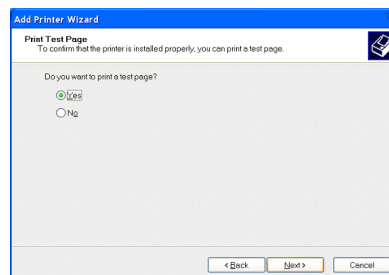 Add Printer Wizard
Print Test Page
To confirm that the printer is installed properly, you can print a test page.
Do you want to print a test page?
Yes
No
< Back
Next >
Cancel